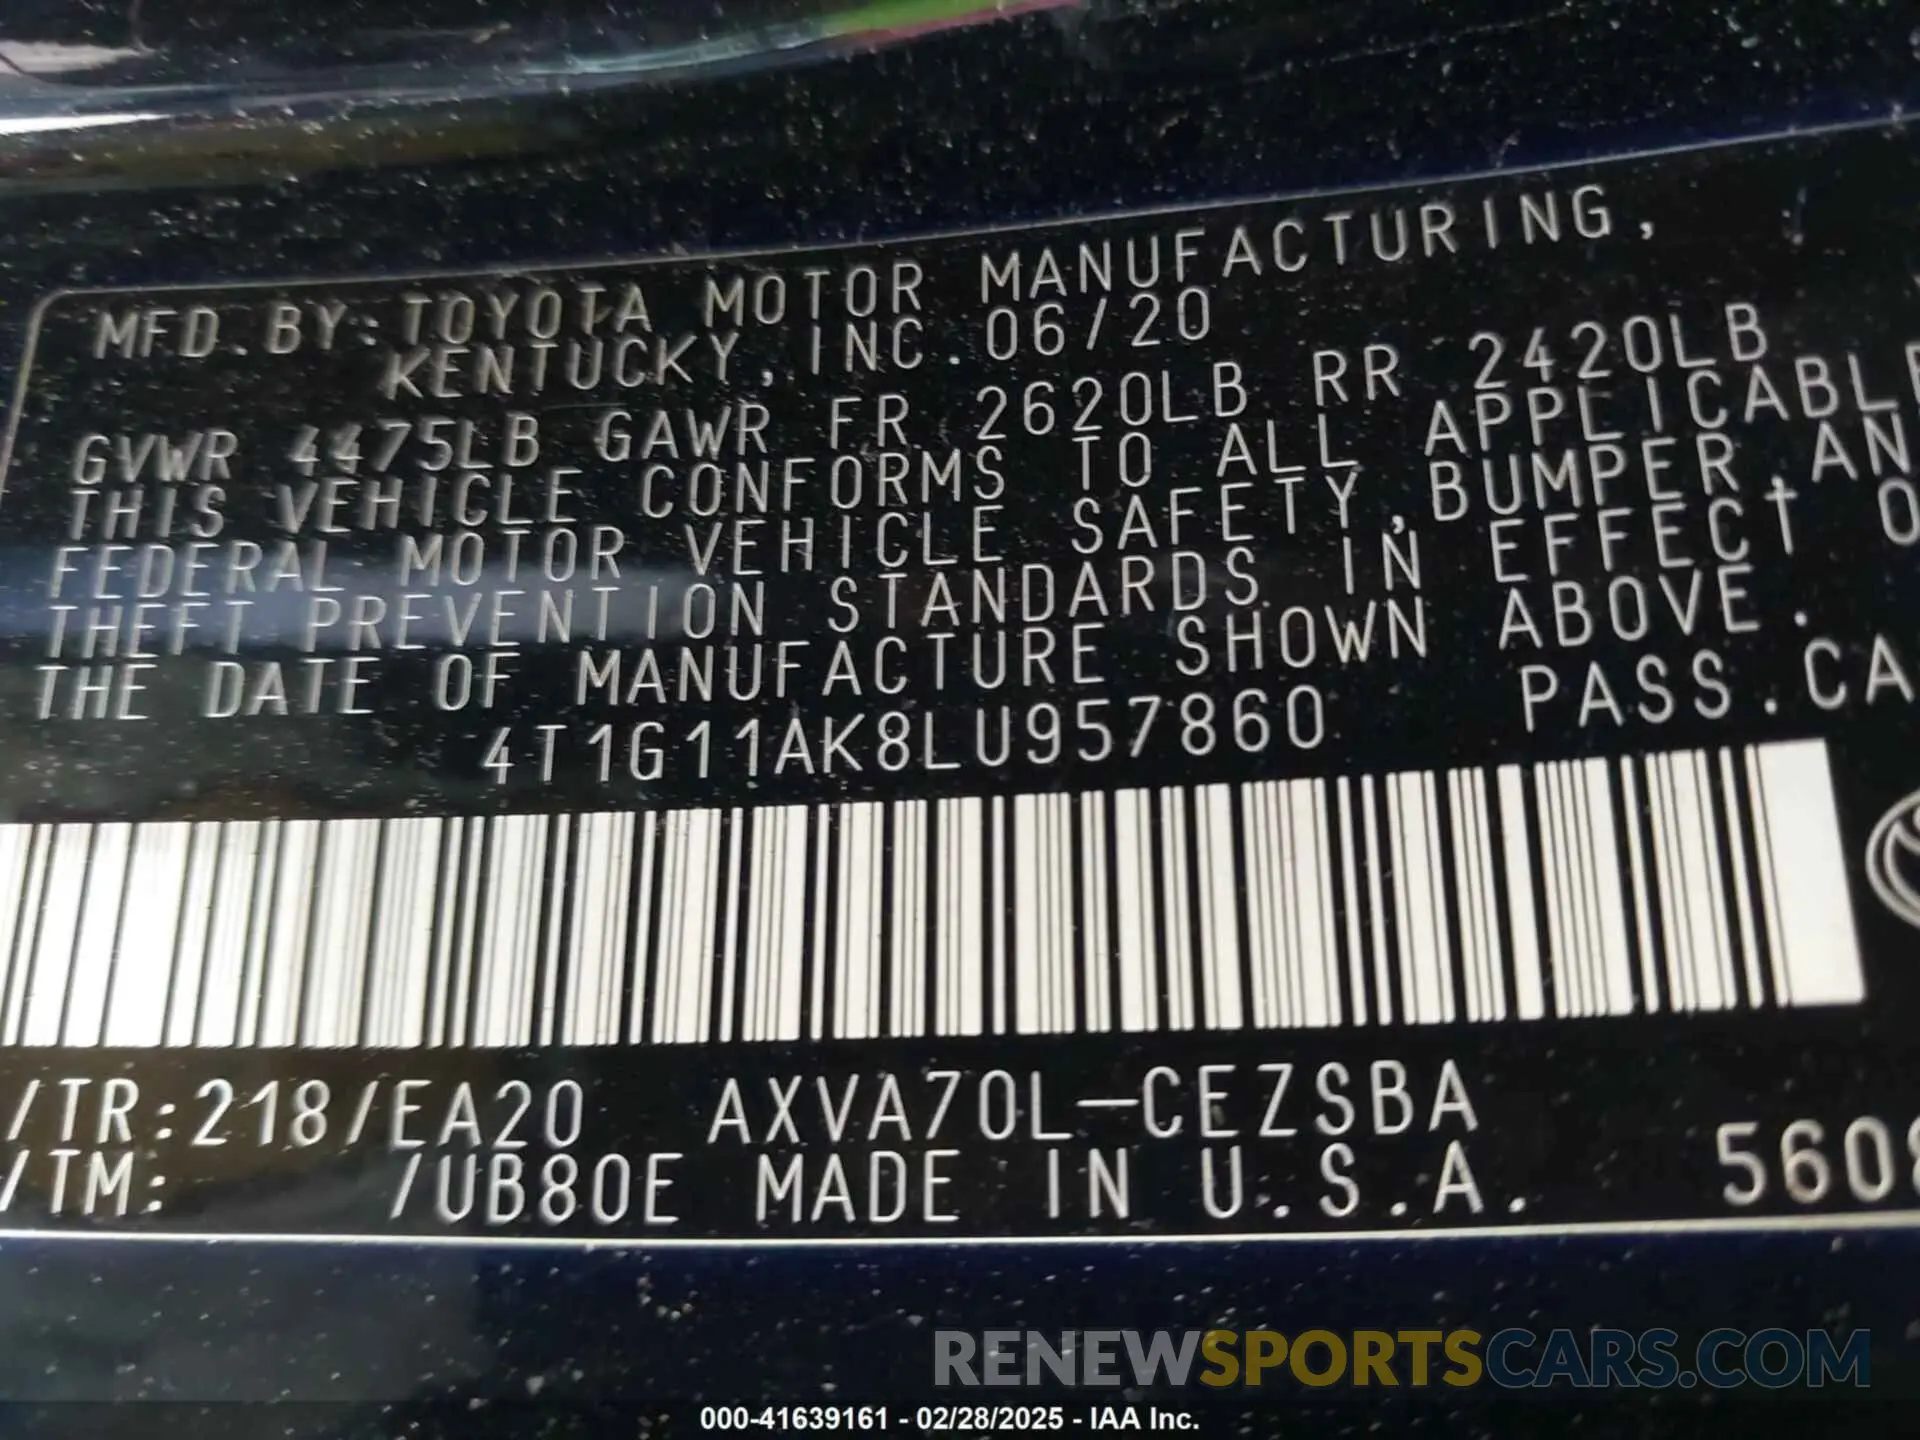 MFD. BY: TOYOTA MOTOR MANUFACTURING,
KENTUCKY, INC. 06/20
GVWR 4475LB GAWR FR 2620LB RR 2420LB
THIS VEHICLE CONFORMS TO ALL APPLICABLE
FEDERAL MOTOR VEHICLE SAFETY, BUMPER, AN
THEFT PREVENTION STANDARDS IN EFFECT O
THE DATE OF MANUFACTURE SHOWN ABOVE.
4T1G11AK8LU957860 PASS.CA
/TR:218/EA20 AXVA70L-CEZSBA
/TM: /UB80E MADE IN U.S.A. 5608
RENEWSPORTSCARS.COM
000-41639161 - 02/28/2025 - IAA Inc.